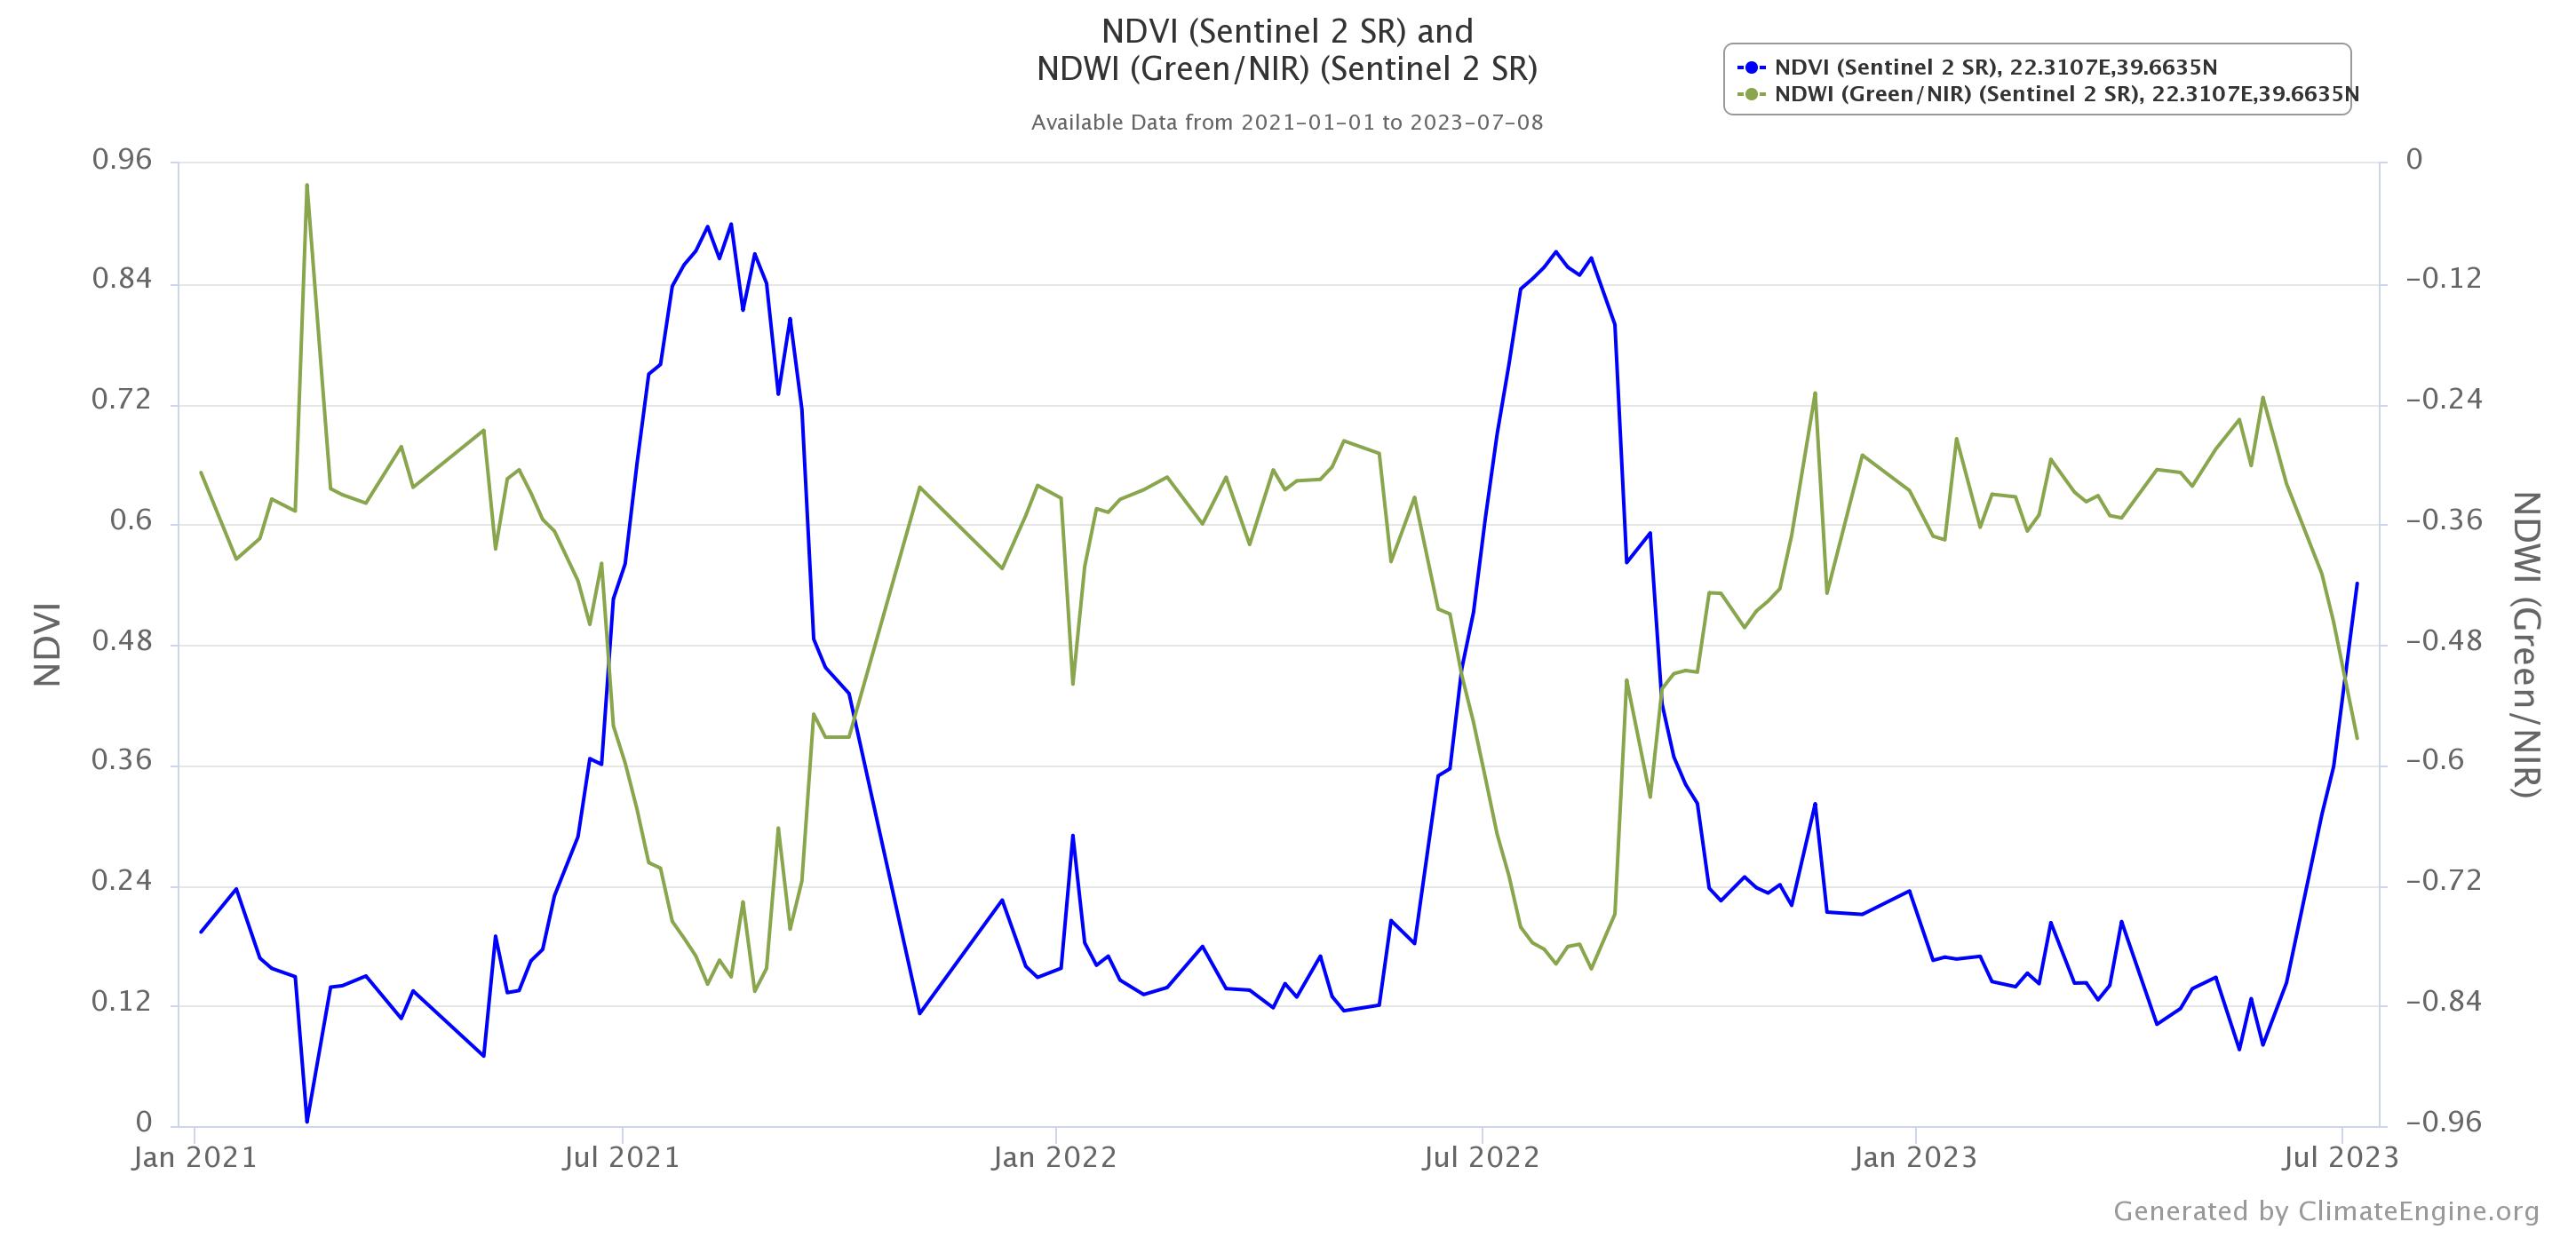 NDVI (Sentinel 2 SR) and
NDWI (Green/NIR) (Sentinel 2 SR)
Available Data from 2021-01-01 to 2023-07-08
NDVI (Sentinel 2 SR), 22.3107E,39.6635N
NDWI (Green/NIR) (Sentinel 2 SR), 22.3107E,39.6635N
0.96
0.84
0.72
0.6
0.48
0.36
0.24
0.12
0
NDVI
0
-0.12
-0.24
-0.36
-0.48
-0.6
-0.72
-0.84
-0.96
NDWI (Green/NIR)
Jan 2021
Jul 2021
Jan 2022
Jul 2022
Jan 2023
Jul 2023
Generated by ClimateEngine.org